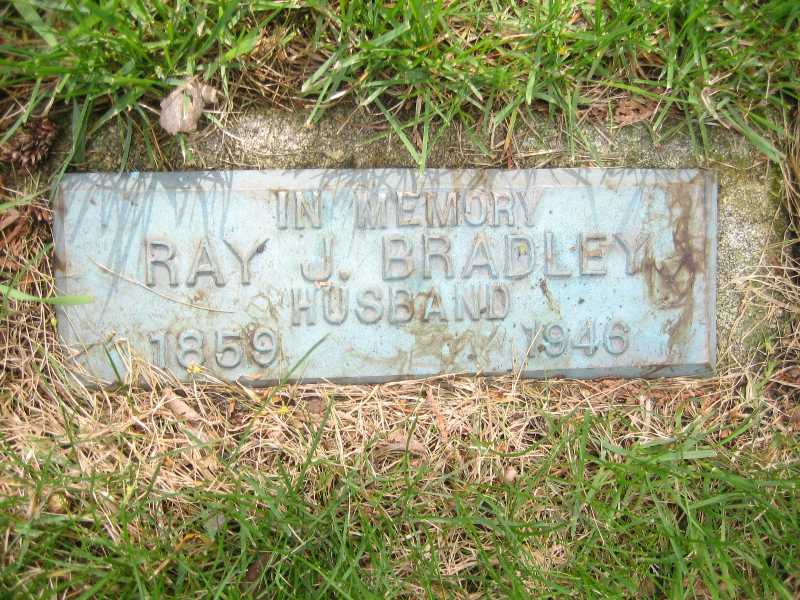 IN MEMORY
RAY J. BRADLEY
HUSBAND
1859 1946